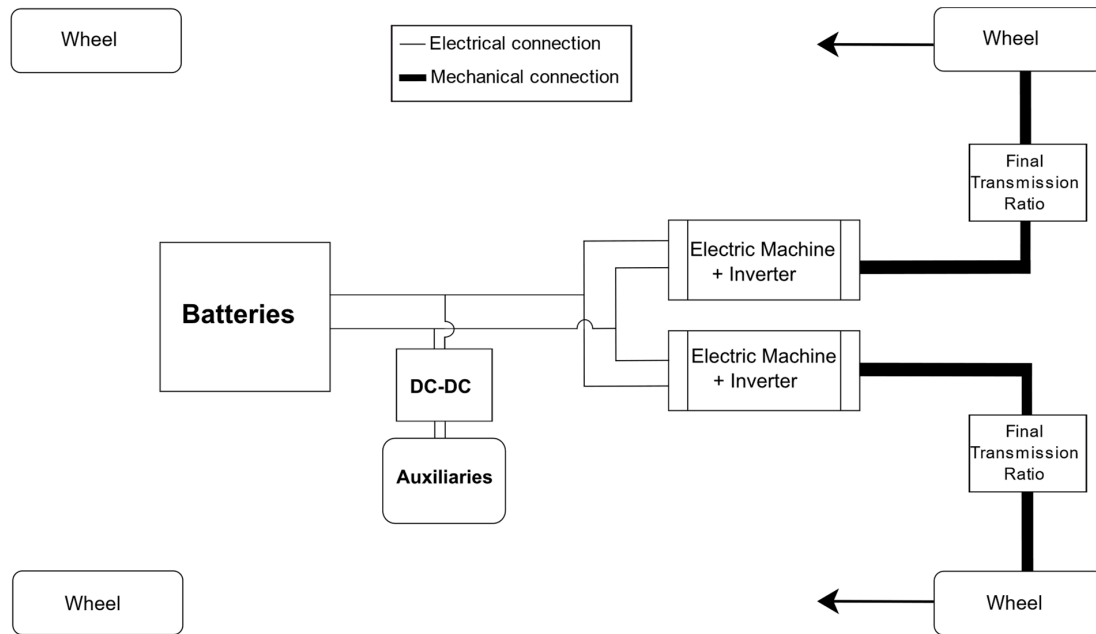 Wheel
Electrical connection
Mechanical connection
Wheel
Final
Transmission
Ratio
Electric Machine
+ Inverter
Batteries
Electric Machine
+ Inverter
DC-DC
Auxiliaries
Final
Transmission
Ratio
Wheel
Wheel